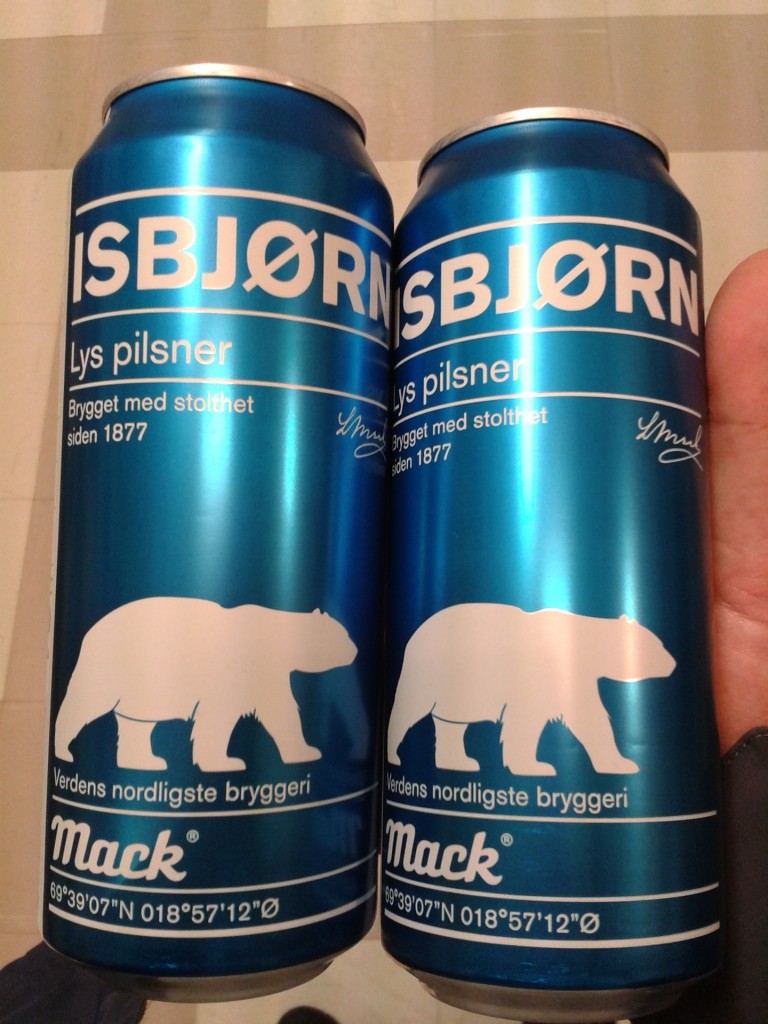 ISBJØRN
Lys pilsner
Brygget med stolthet
siden 1877
Verdens nordligste bryggeri
Mack®
69°39'07"N 018°57'12"Ø
ISBJØRN
Lys pilsner
Brygget med stolthet
siden 1877
Verdens nordligste bryggeri
Mack®
69°39'07"N 018°57'12"Ø